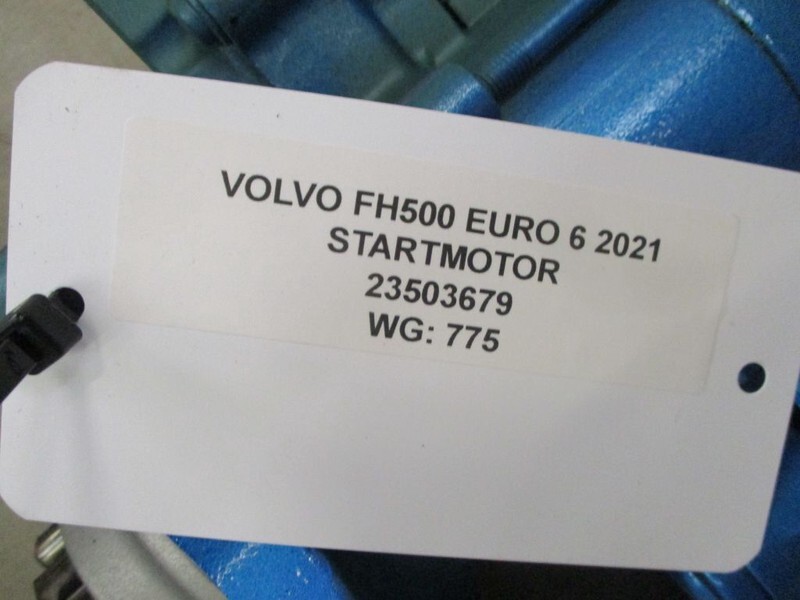 VOLVO FH500 EURO 6 2021
STARTMOTOR
23503679
WG: 775